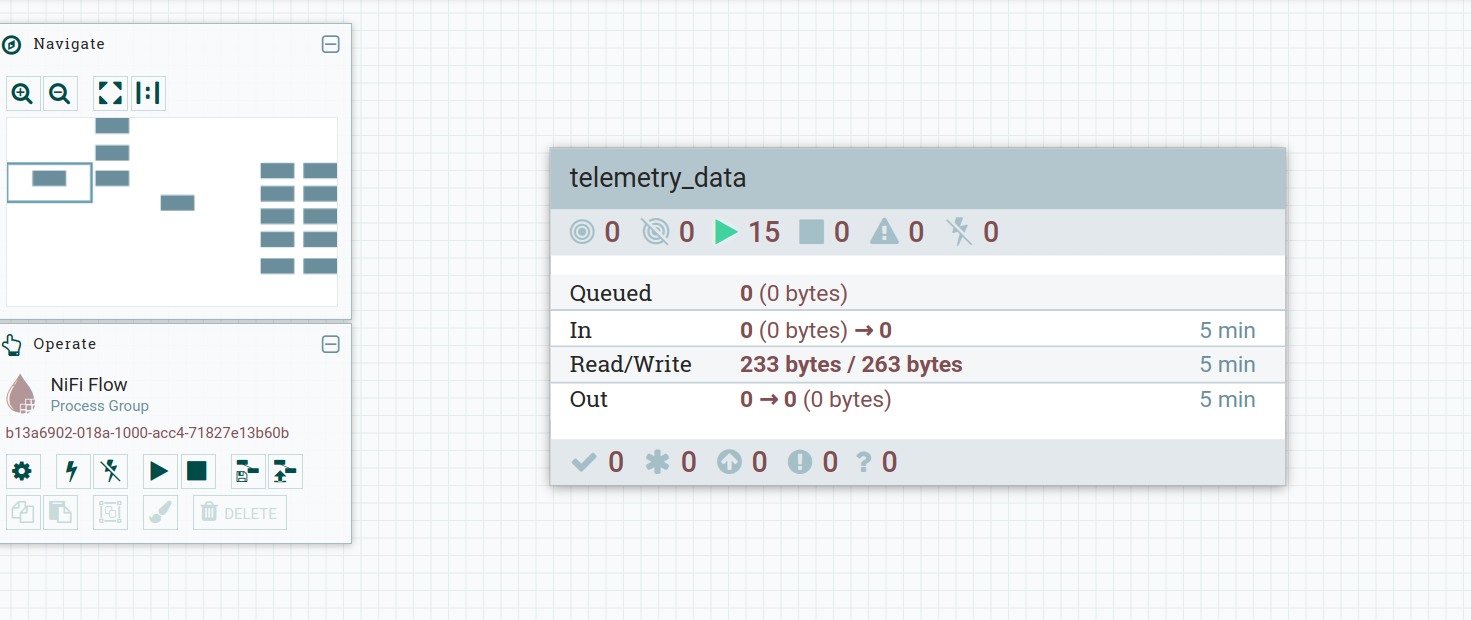 Navigate
Operate
NiFi Flow
Process Group
b13a6902-018a-1000-acc4-71827e13b60b
DELETE
telemetry_data
0 0 15 0 0 0
Queued 0 (0 bytes)
In 0 (0 bytes) → 0 5 min
Read/Write 233 bytes / 263 bytes 5 min
Out 0 → 0 (0 bytes) 5 min
0 0 0 0 ? 0